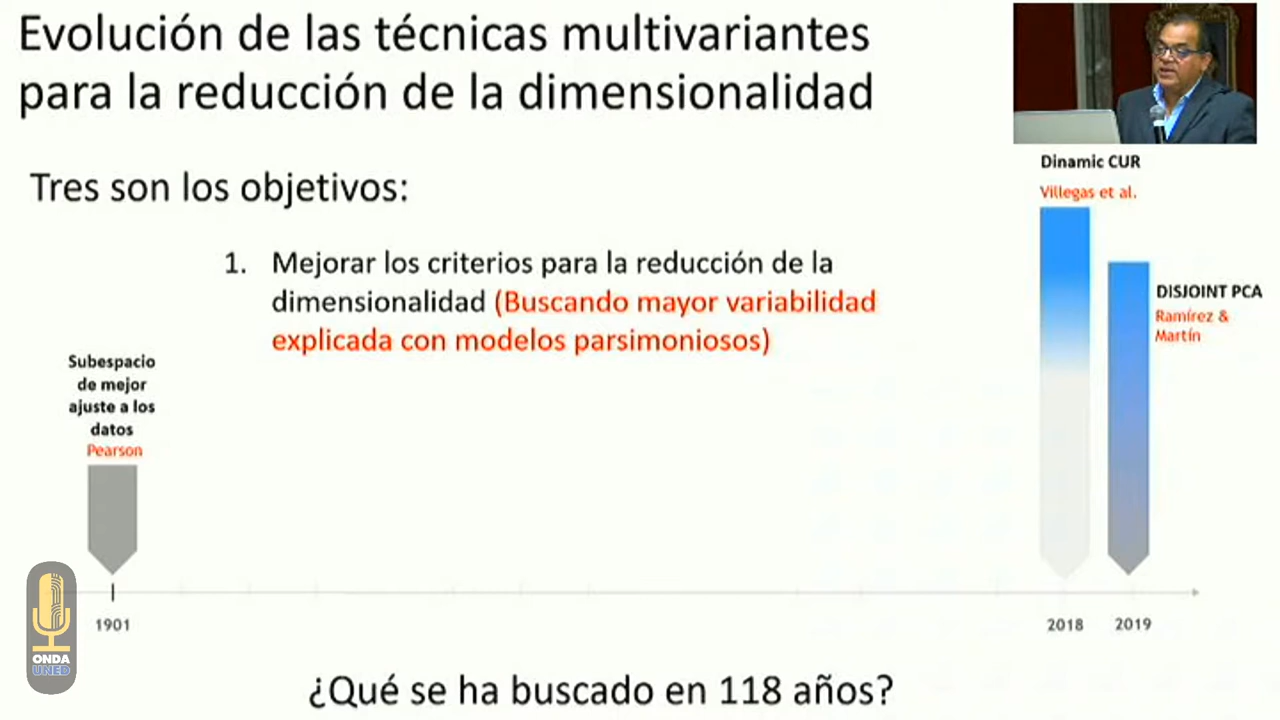 Evolución de las técnicas multivariantes
para la reducción de la dimensionalidad
Tres son los objetivos:
1. Mejorar los criterios para la reducción de la
dimensionalidad (Buscando mayor variabilidad
explicada con modelos parsimoniosos)
Dinamic CUR
Villegas et al.
DISJOINT PCA
Ramírez &
Martín
Subespacio
de mejor
ajuste a los
datos
Pearson
1901
2018
2019
ONDA
UNED
¿Qué se ha buscado en 118 años?